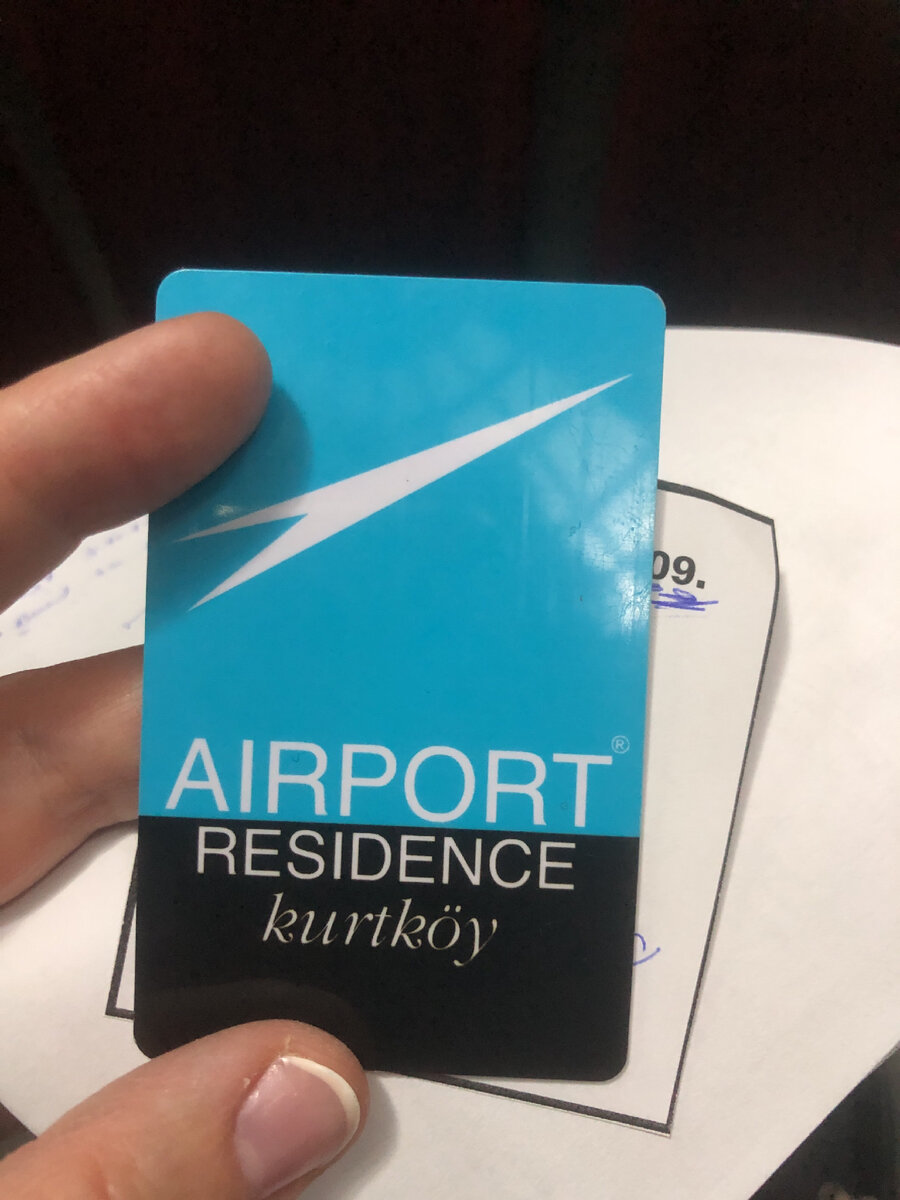 AIRPORT®
RESIDENCE
kurtköy
09.